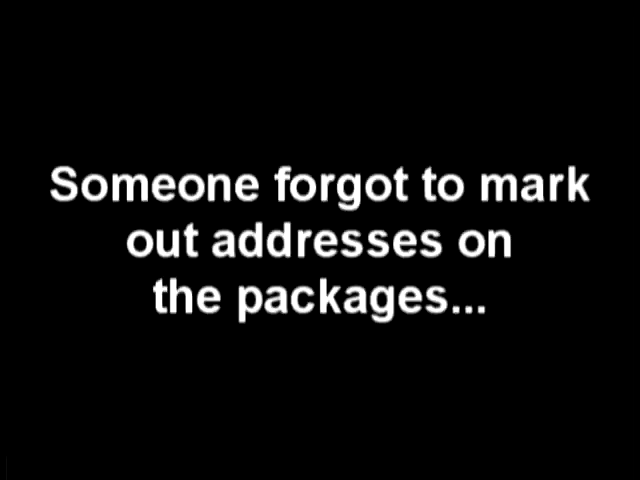 Someone forgot to mark
out addresses on
the packages...